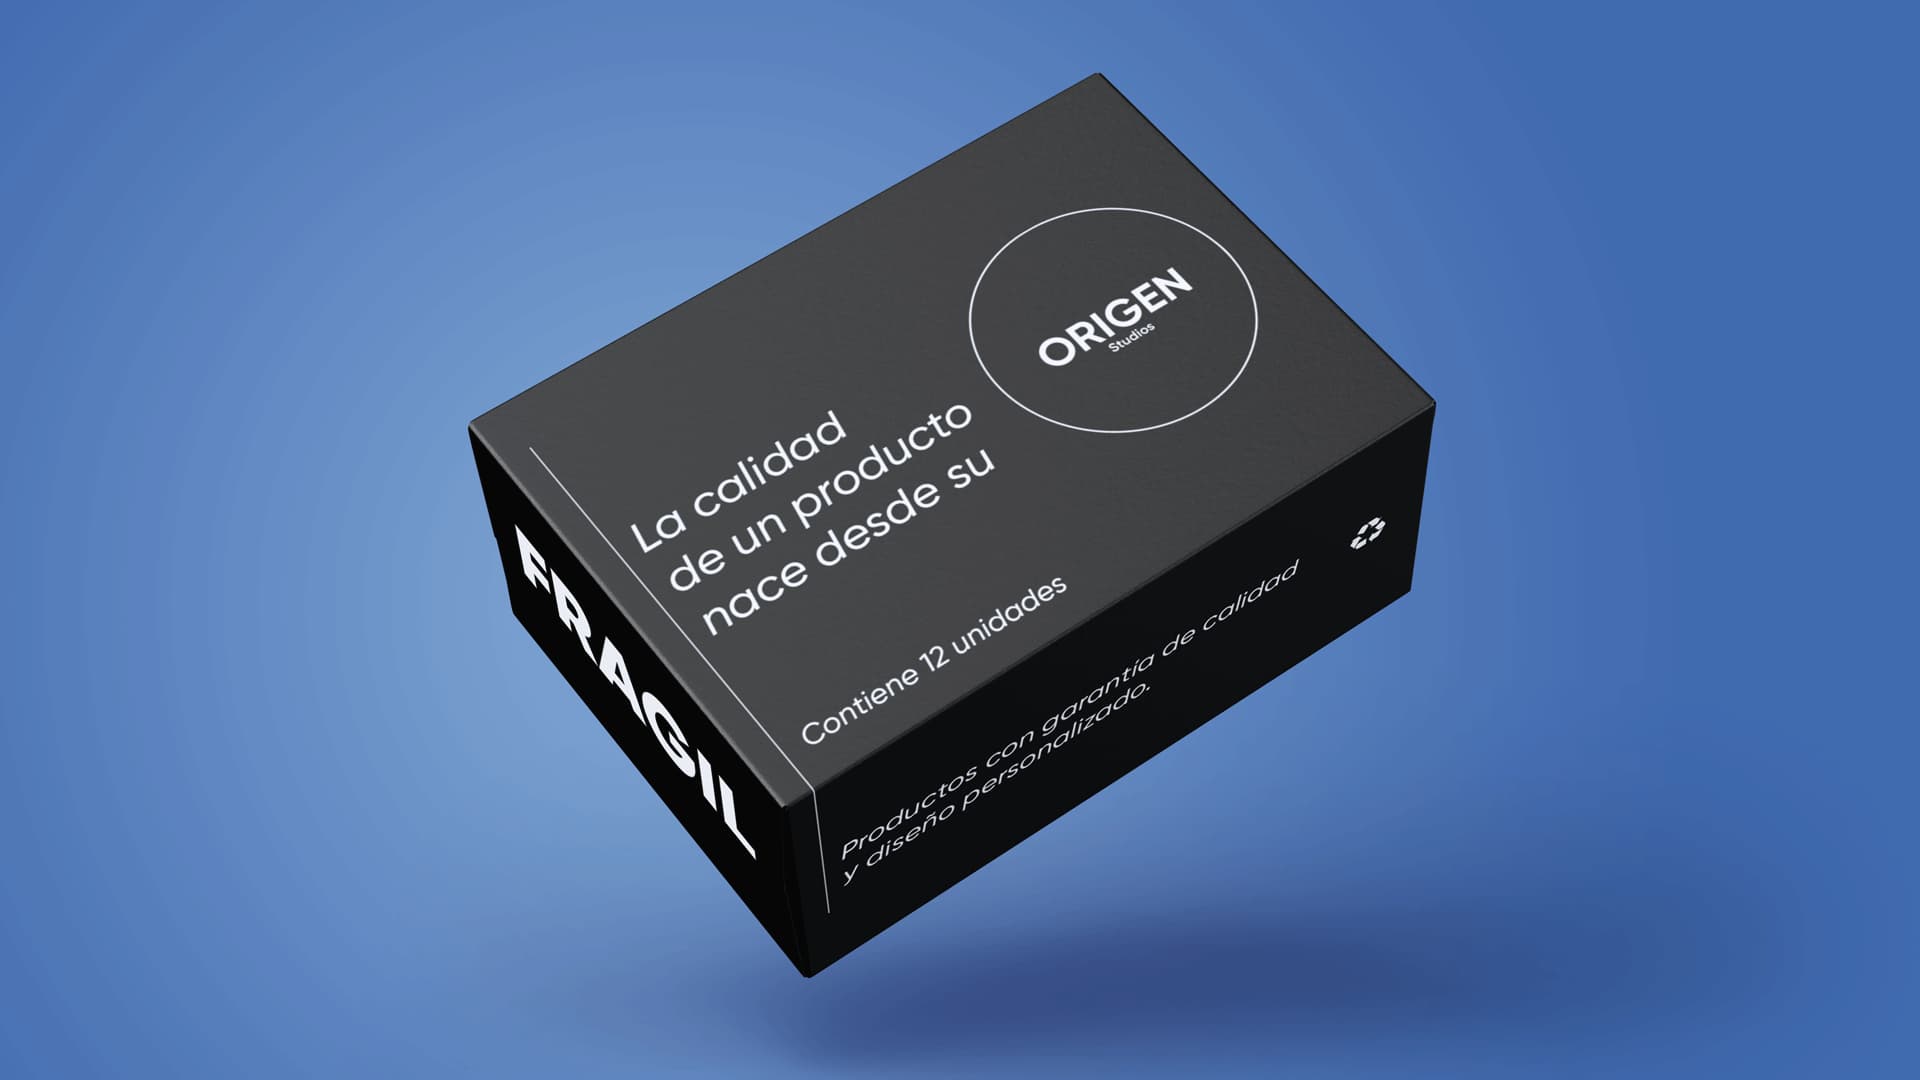 ORIGEN
Studios
La calidad
de un producto
nace desde su
Contiene 12 unidades
FRAGIL
Productos con garantía de calidad
y diseño personalizado.